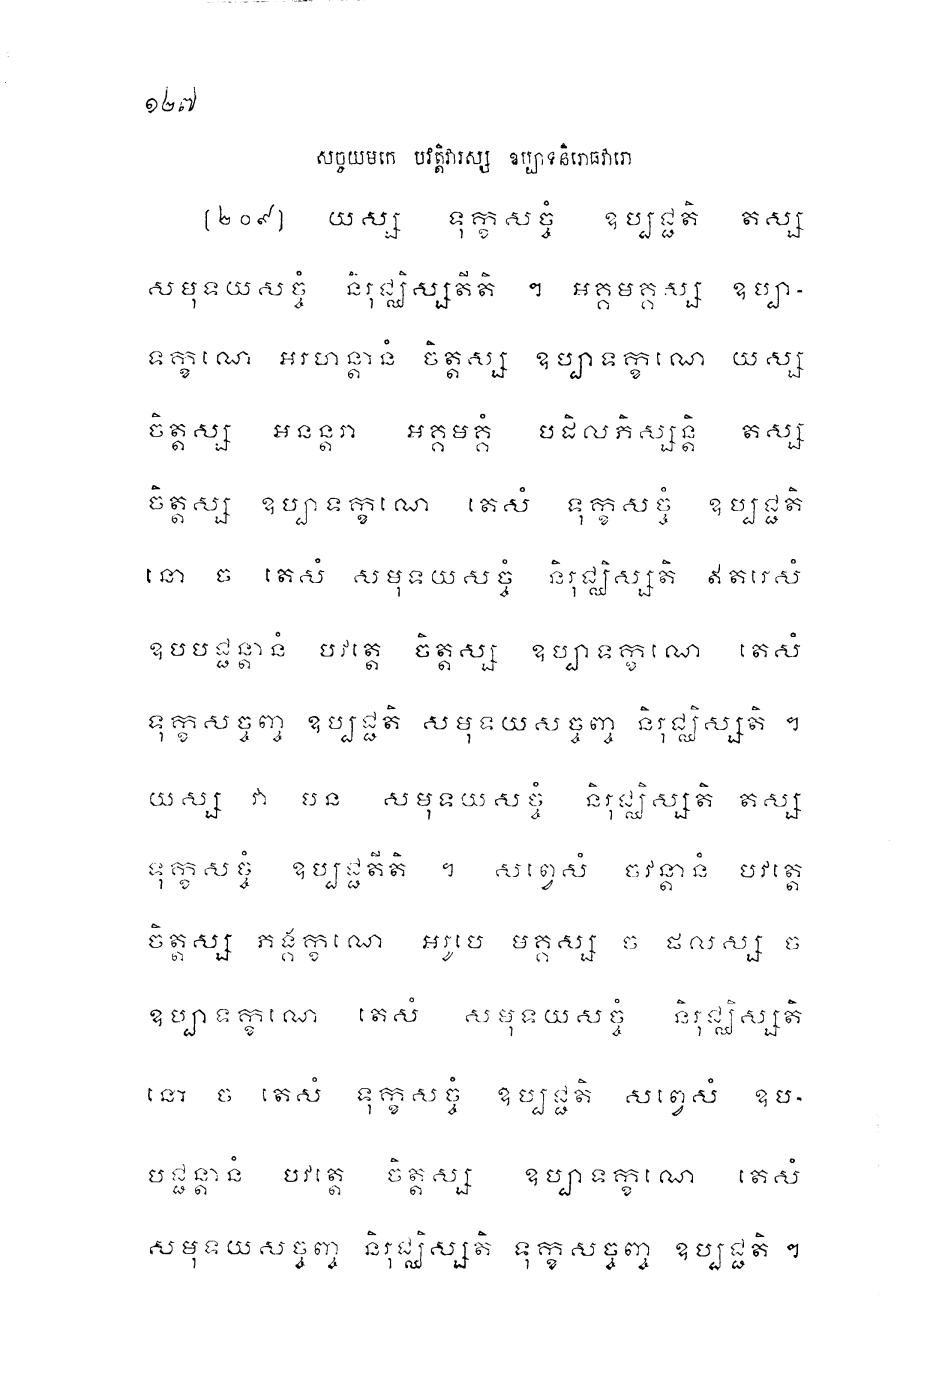 ១២៧
សច្ចយមកេ បវត្តិវារស្ស ឧប្បាទនិរោធវារោ
[២០៩] យស្ស ទុក្ខសច្ចំ ឧប្បជ្ជតិ តស្ស
សមុទយសច្ចំ និរុជ្ឈិស្សតីតិ ។ អគ្គមគ្គស្ស ឧប្បា-
ទក្ខណេ អរហន្តានំ ចិត្តស្ស ឧប្បាទក្ខណេ យស្ស
ចិត្តស្ស អនន្តរា អគ្គមគ្គំ បដិលភិស្សន្តិ តស្ស
ចិត្តស្ស ឧប្បាទក្ខណេ តេសំ ទុក្ខសច្ចំ ឧប្បជ្ជតិ
នោ ច តេសំ សមុទយសច្ចំ និរុជ្ឈិស្សតិ ឥតរេសំ
ឧបបជ្ជន្តានំ បវត្តេ ចិត្តស្ស ឧប្បាទក្ខណេ តេសំ
ទុក្ខសច្ចញ្ច ឧប្បជ្ជតិ សមុទយសច្ចញ្ច និរុជ្ឈិស្សតិ ។
យស្ស វា បន សមុទយសច្ចំ និរុជ្ឈិស្សតិ តស្ស
ទុក្ខសច្ចំ ឧប្បជ្ជតីតិ ។ សព្វេសំ ចវន្តានំ បវត្តេ
ចិត្តស្ស ភង្គក្ខណេ អរូបេ មគ្គស្ស ច ផលស្ស ច
ឧប្បាទក្ខណេ តេសំ សមុទយសច្ចំ និរុជ្ឈិស្សតិ
នោ ច តេសំ ទុក្ខសច្ចំ ឧប្បជ្ជតិ សព្វេសំ ឧប-
បជ្ជន្តានំ បវត្តេ ចិត្តស្ស ឧប្បាទក្ខណេ តេសំ
សមុទយសច្ចញ្ច និរុជ្ឈិស្សតិ ទុក្ខសច្ចញ្ច ឧប្បជ្ជតិ ។